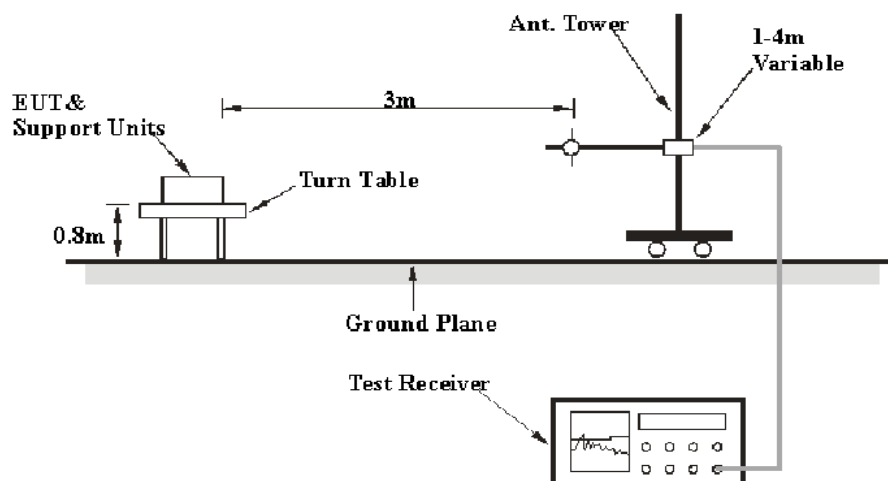 Ant. Tower
1-4m
Variable
3m
EUT&
Support Units
Turn Table
0.8m
Ground Plane
Test Receiver